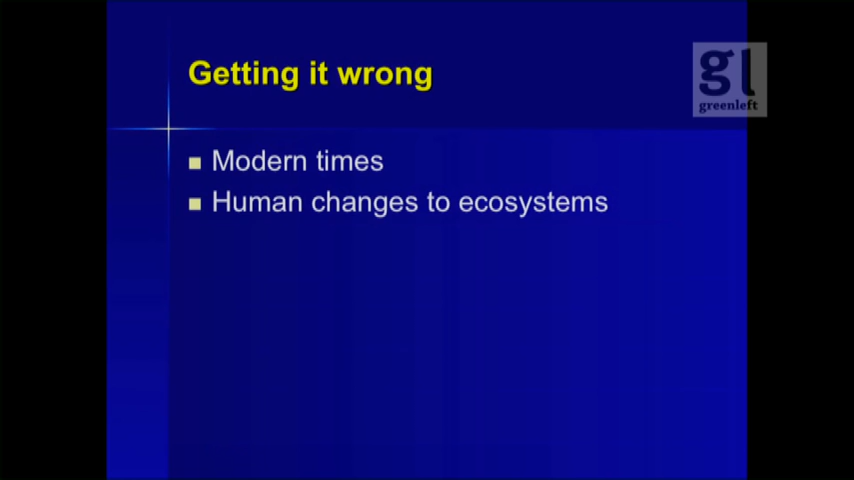 Getting it wrong
gl
greenleft
Modern times
Human changes to ecosystems